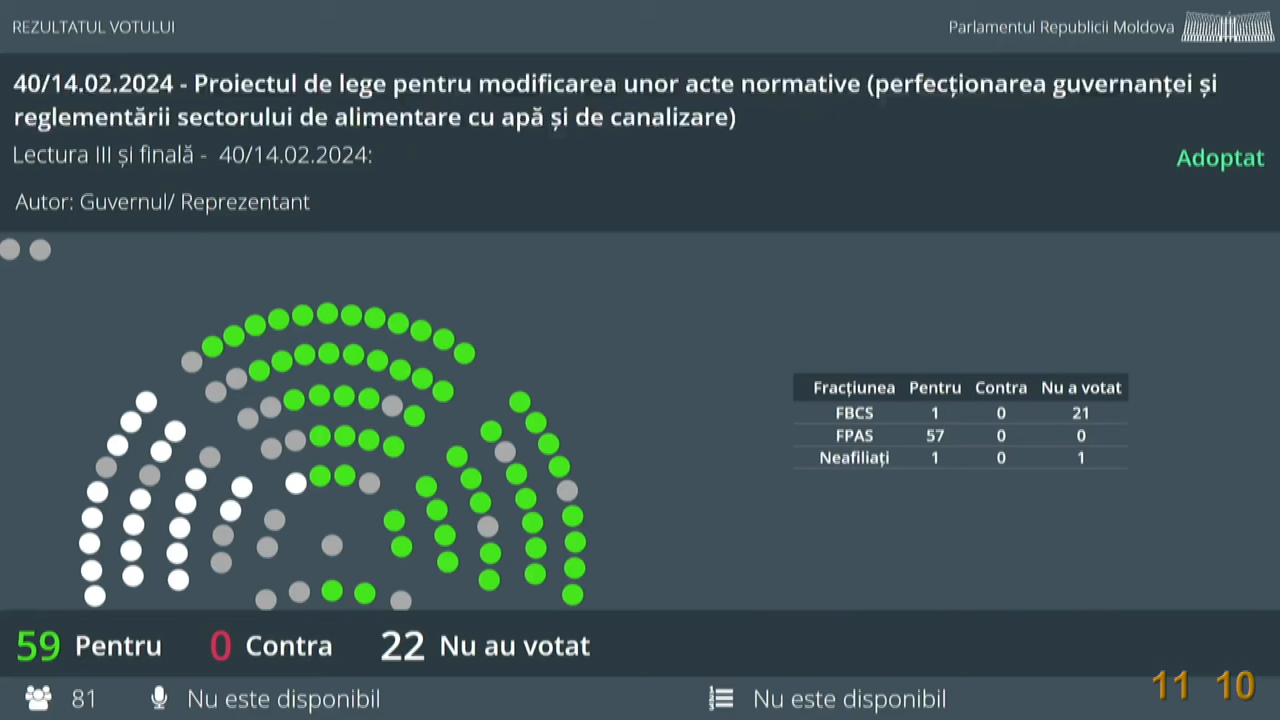 REZULTATUL VOTULUI
Parlamentul Republicii Moldova
40/14.02.2024 - Proiectul de lege pentru modificarea unor acte normative (perfecționarea guvernanței și
reglementării sectorului de alimentare cu apă și de canalizare)
Lectura III și finală - 40/14.02.2024:
Adoptat
Autor: Guvernul/ Reprezentant
Fracțiunea Pentru Contra Nu a votat
FBCS 1 0 21
FPAS 57 0 0
Neafiliați 1 0 1
59 Pentru 0 Contra 22 Nu au votat
81 Nu este disponibil Nu este disponibil
11 10